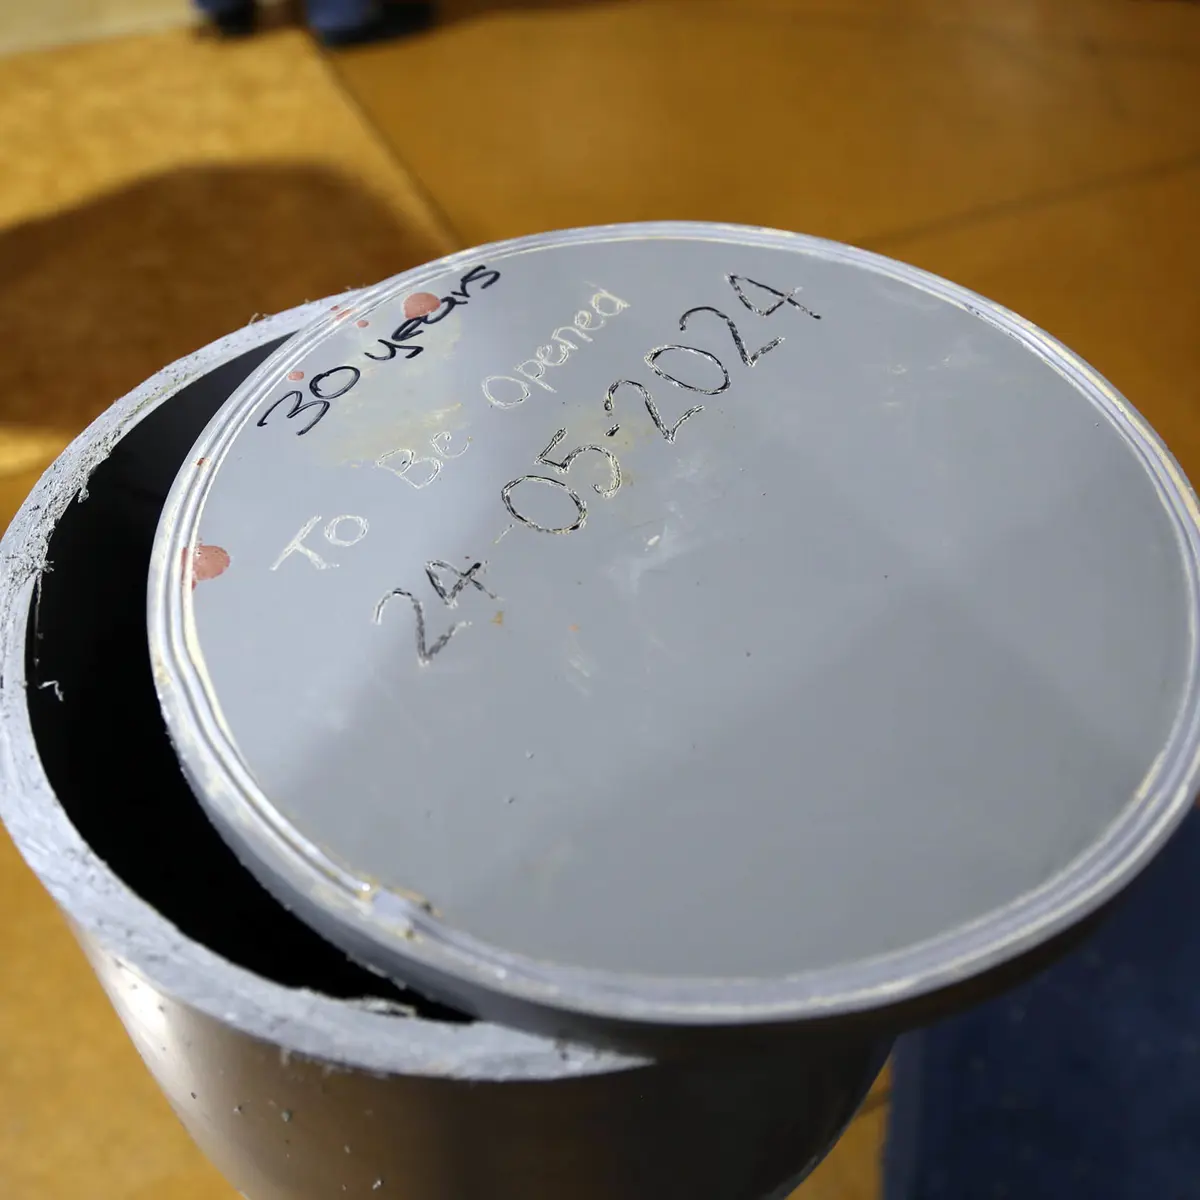 30 years
To Be Opened
24-05-2024